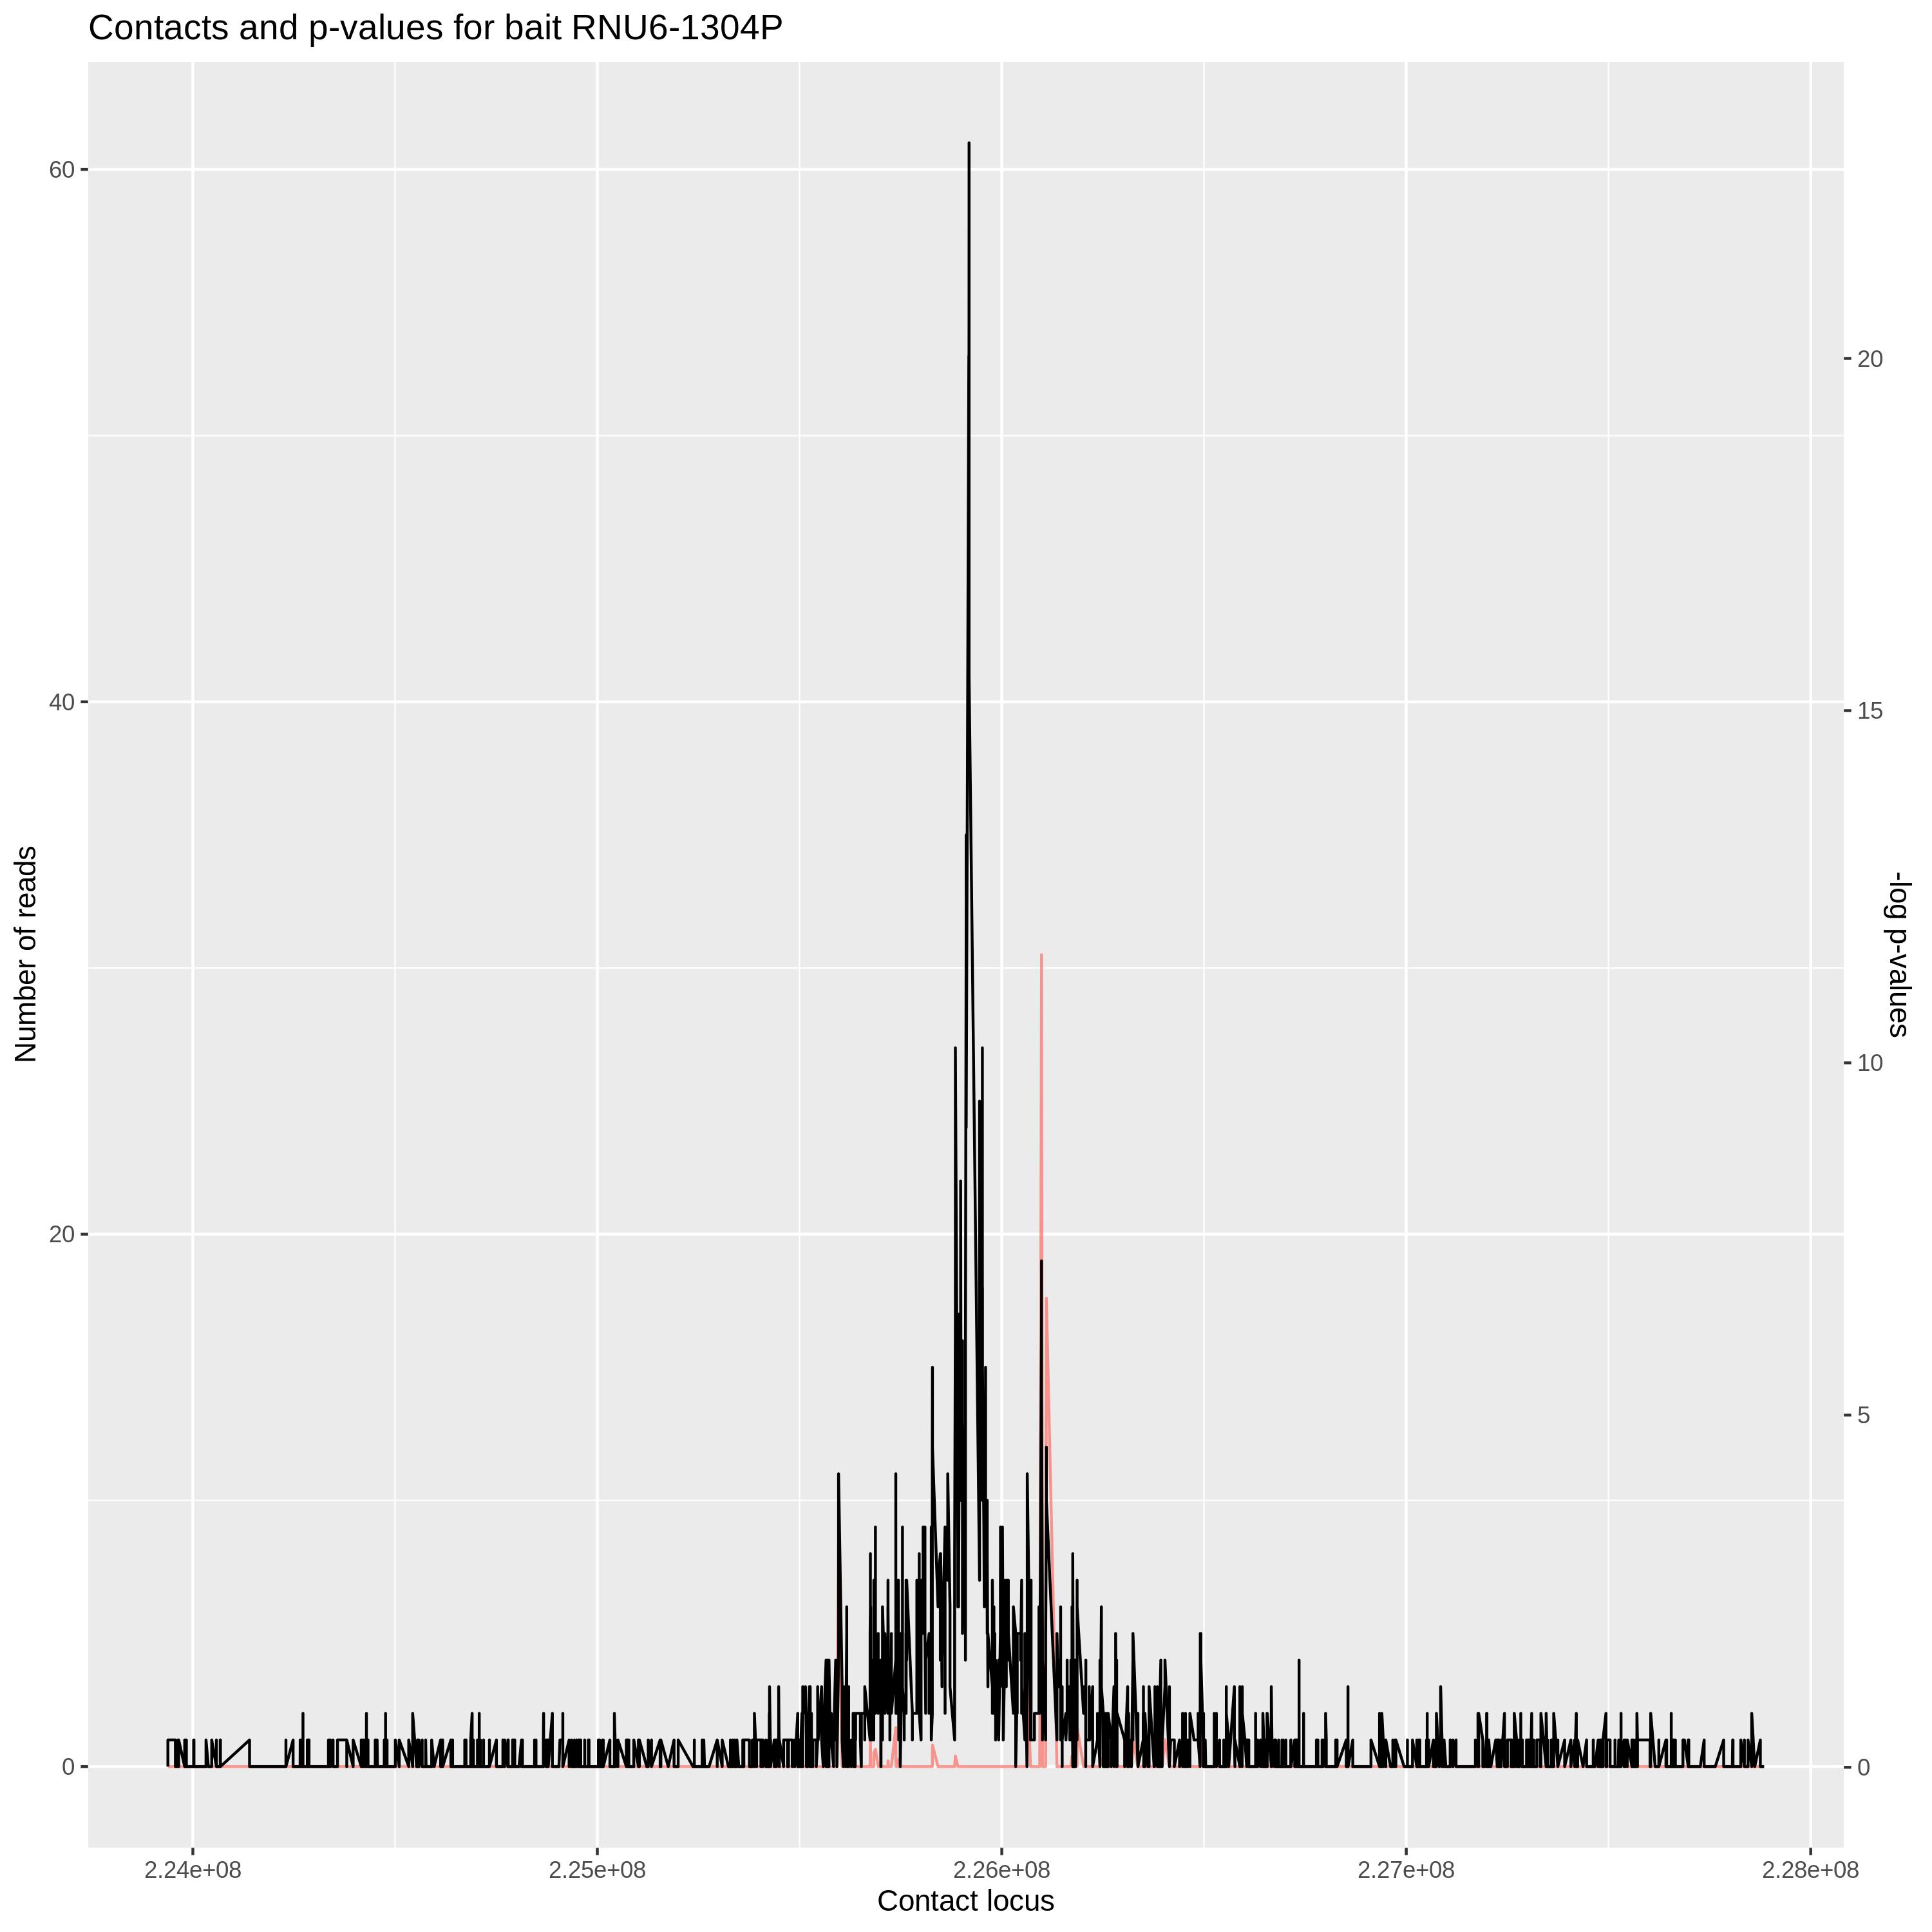 Contacts and p-values for bait RNU6-1304P
60
40
20
0
Number of reads
20
15
10
5
0
-log p-values
2.24e+08
2.25e+08
2.26e+08
2.27e+08
2.28e+08
Contact locus